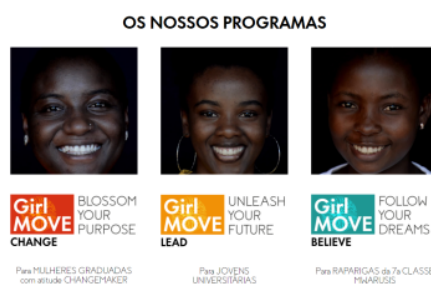 OS NOSSOS PROGRAMAS
Girl MOVE
CHANGE
BLOSSOM
YOUR
PURPOSE
Para MULHERES GRADUADAS
com atitude CHANGEMAKER
Girl MOVE
LEAD
UNLEASH
YOUR
FUTURE
Para JOVENS
UNIVERSITÁRIAS
Girl MOVE
BELIEVE
FOLLOW
YOUR
DREAMS
Para RAPARIGAS da 7a CLASSE
MWARUSIS